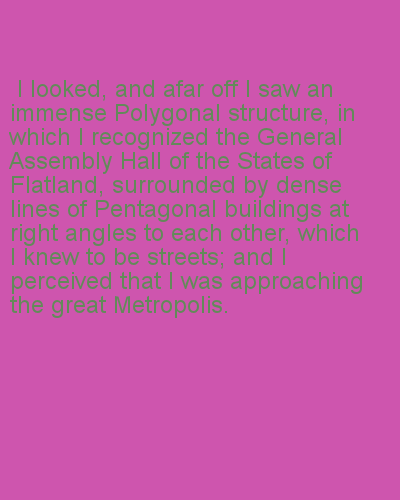 I looked, and afar off I saw an
immense Polygonal structure, in
which I recognized the General
Assembly Hall of the States of
Flatland, surrounded by dense
lines of Pentagonal buildings at
right angles to each other, which
I knew to be streets; and I
perceived that I was approaching
the great Metropolis.